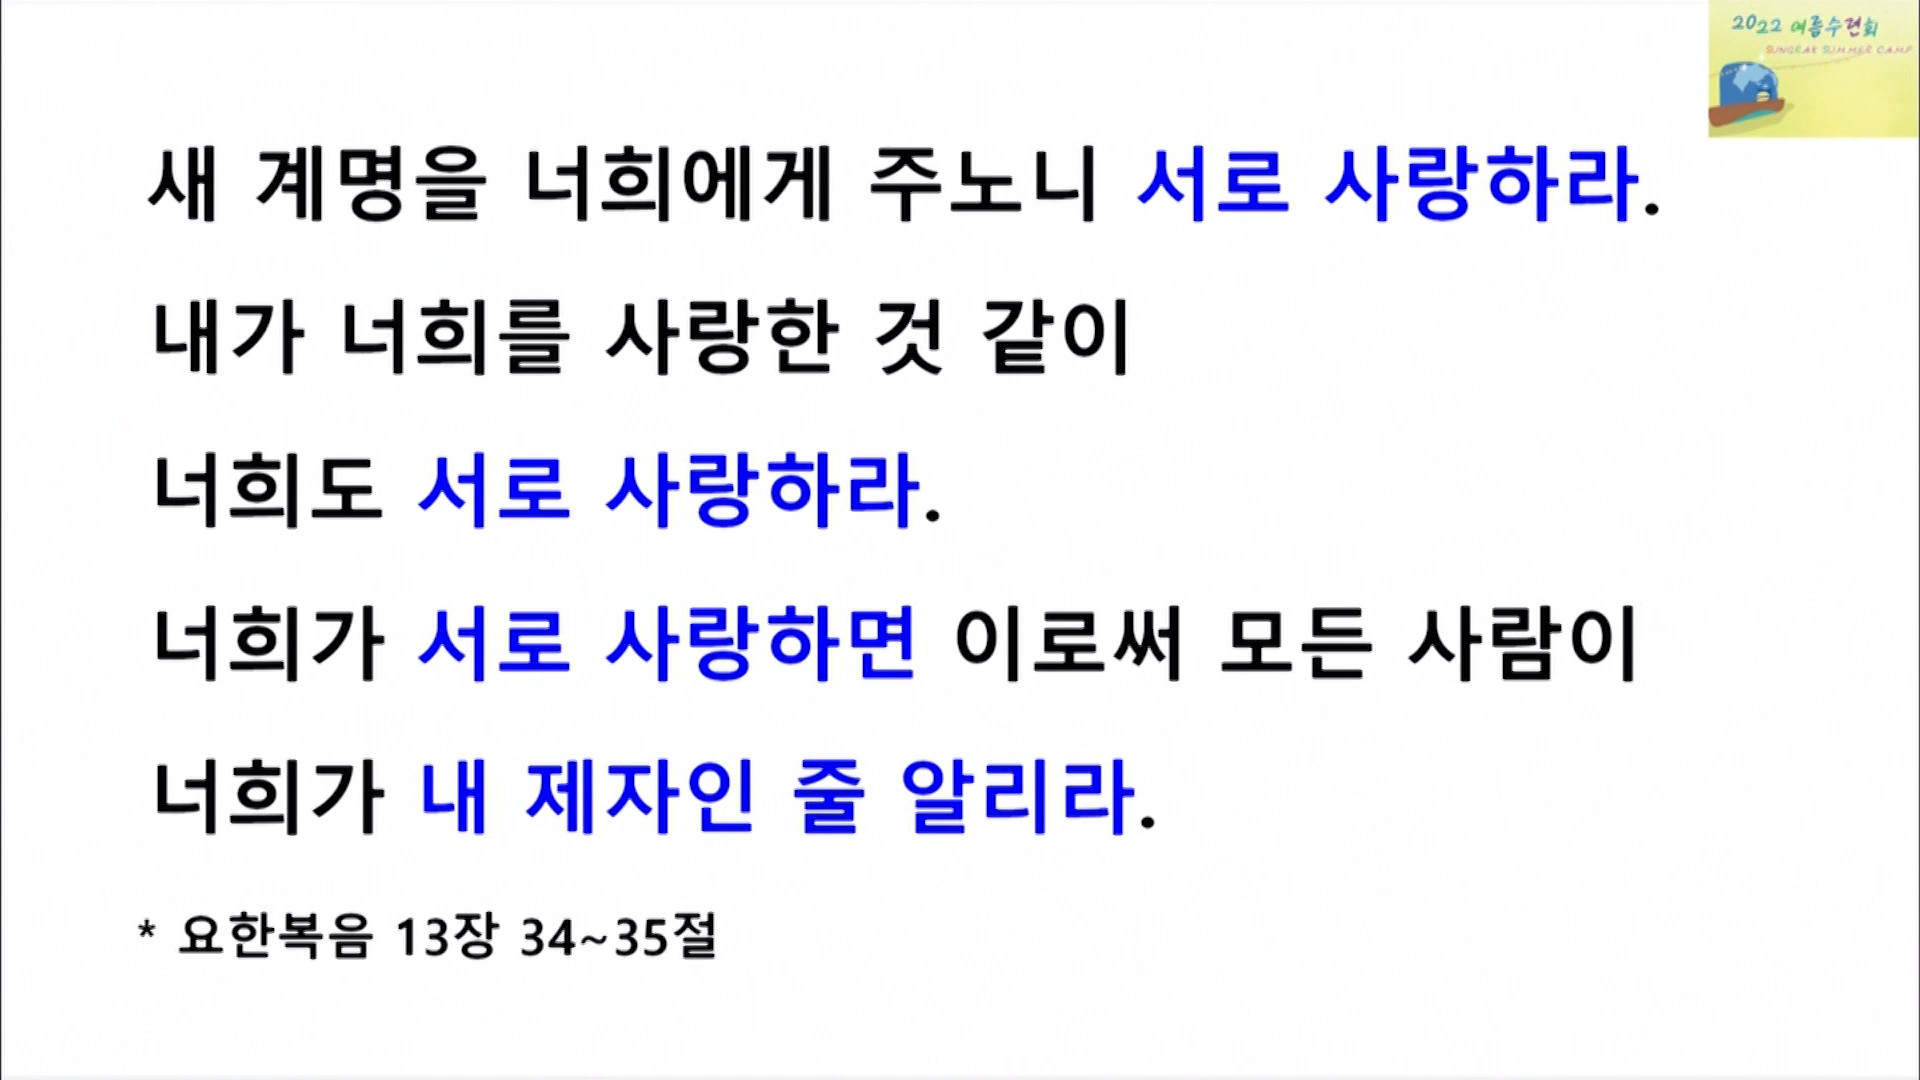 2022 여름수련회
SUNGRAK SUMMER CAMP
새 계명을 너희에게 주노니 서로 사랑하라.
내가 너희를 사랑한 것 같이
너희도 서로 사랑하라.
너희가 서로 사랑하면 이로써 모든 사람이
너희가 내 제자인 줄 알리라.
* 요한복음 13장 34~35절